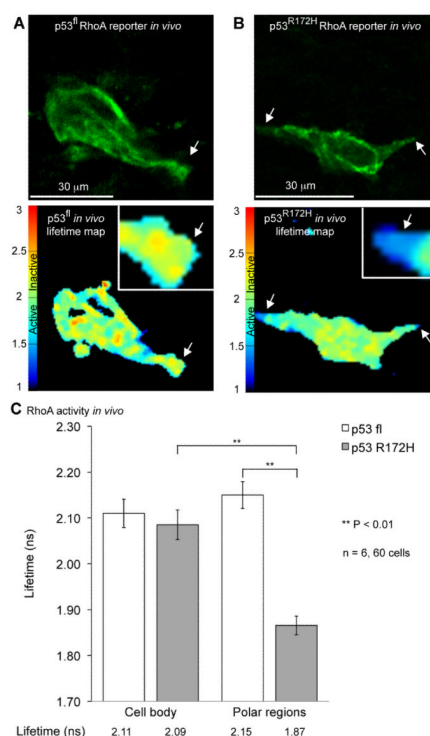 A
p53fl RhoA reporter in vivo
30 µm
B
p53R172H RhoA reporter in vivo
30 µm
p53fl in vivo
lifetime map
3
2.5
2
1.5
1
Inactive
Active
p53R172H in vivo
lifetime map
3
2.5
2
1.5
1
Inactive
Active
C RhoA activity in vivo
2.30
2.20
2.10
2.00
1.90
1.80
1.70
Lifetime (ns)
**
**
p53 fl
p53 R172H
** P < 0.01
n = 6, 60 cells
Cell body Polar regions
Lifetime (ns) 2.11 2.09 2.15 1.87